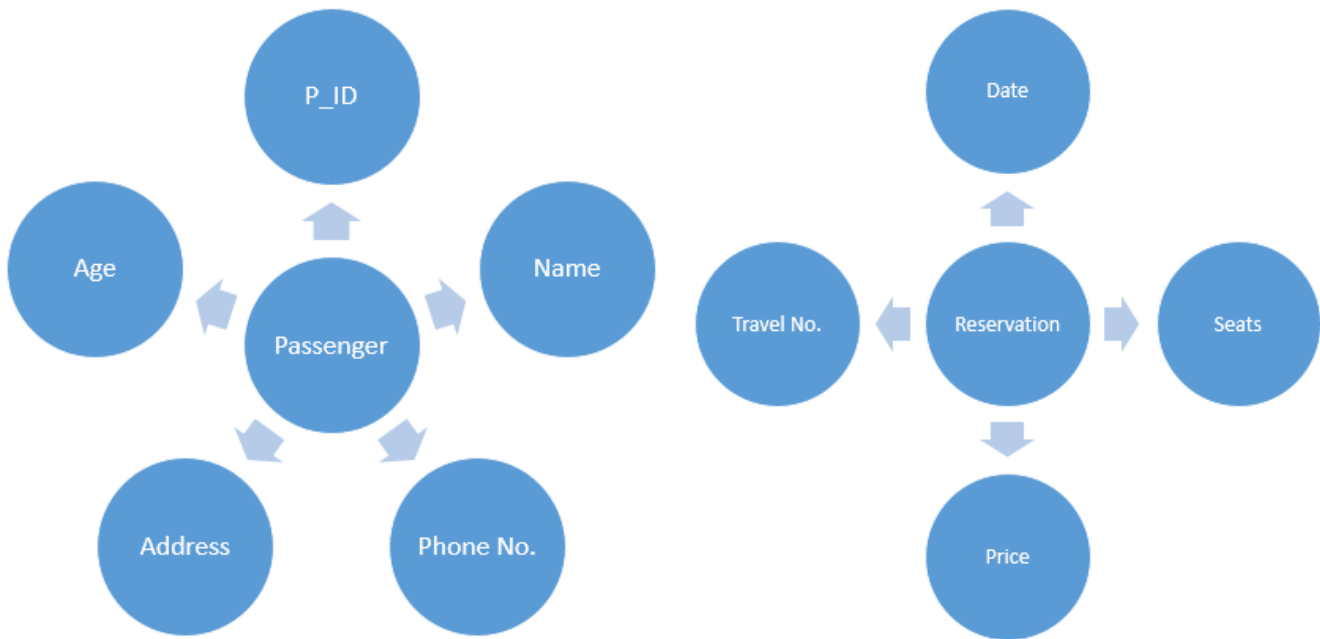 P_ID
Age
Name
Passenger
Address
Phone No.
Date
Travel No.
Reservation
Seats
Price